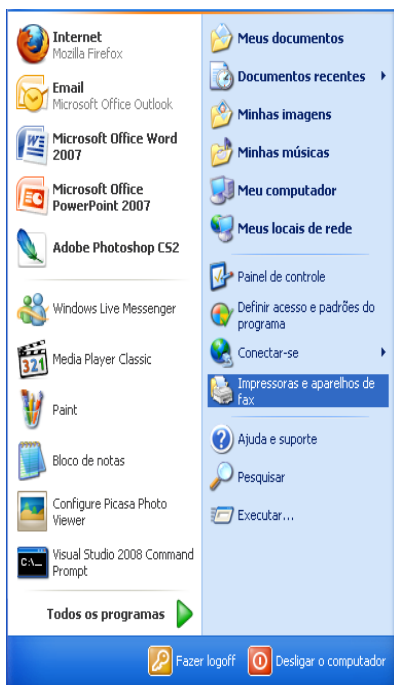 Internet
Mozilla Firefox
Email
Microsoft Office Outlook
Microsoft Office Word
2007
Microsoft Office
PowerPoint 2007
Adobe Photoshop CS2
Windows Live Messenger
321
Media Player Classic
Paint
Bloco de notas
Configure Picasa Photo
Viewer
C:\_
Visual Studio 2008 Command
Prompt
Todos os programas
Meus documentos
Documentos recentes
Minhas imagens
Minhas músicas
Meu computador
Meus locais de rede
Painel de controle
Definir acesso e padrões do
programa
Conectar-se
Impressoras e aparelhos de
fax
Ajuda e suporte
Pesquisar
Executar...
Fazer logoff
Desligar o computador